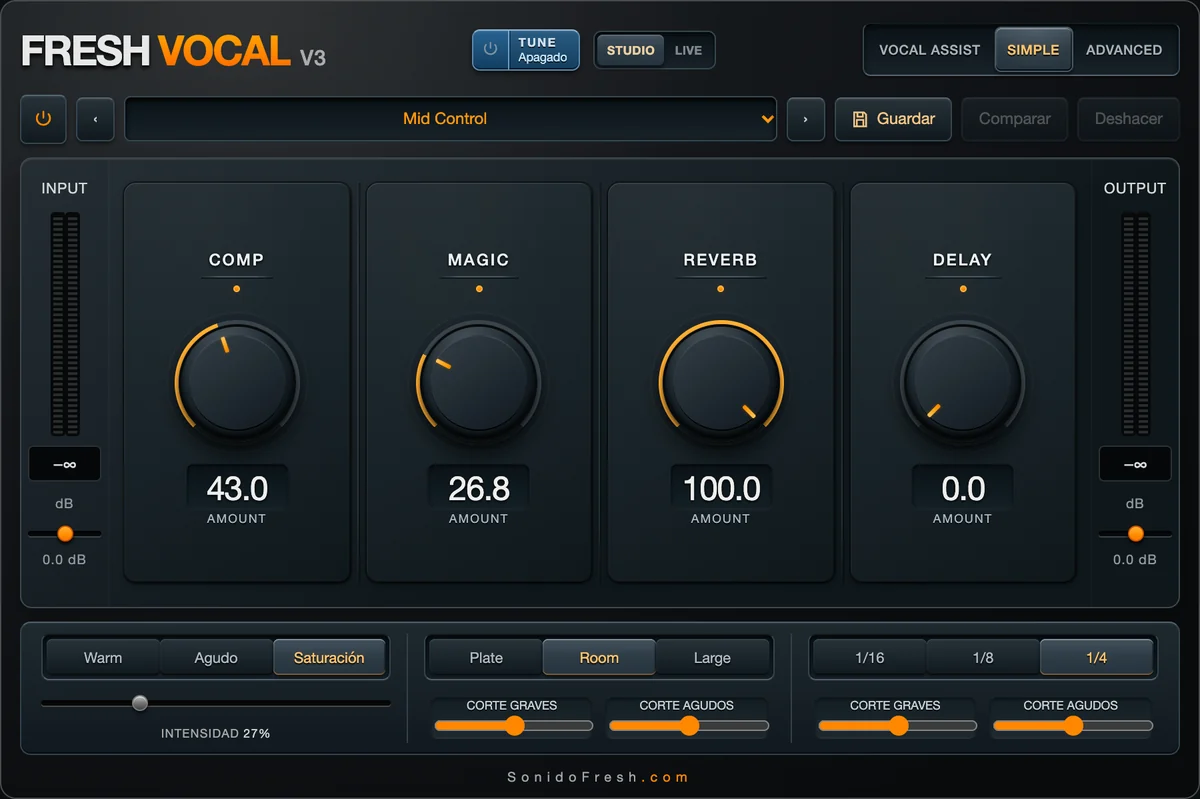 FRESH VOCAL V3
TUNE
Apagado
STUDIO LIVE
VOCAL ASSIST SIMPLE ADVANCED
‹ Mid Control › Guardar Comparar Deshacer
INPUT
COMP
MAGIC
REVERB
DELAY
OUTPUT
43.0
AMOUNT
26.8
AMOUNT
100.0
AMOUNT
0.0
AMOUNT
-∞
dB
0.0 dB
-∞
dB
0.0 dB
Warm Agudo Saturación
INTENSIDAD 27%
Plate Room Large
CORTE GRAVES CORTE AGUDOS
1/16 1/8 1/4
CORTE GRAVES CORTE AGUDOS
SonidoFresh.com